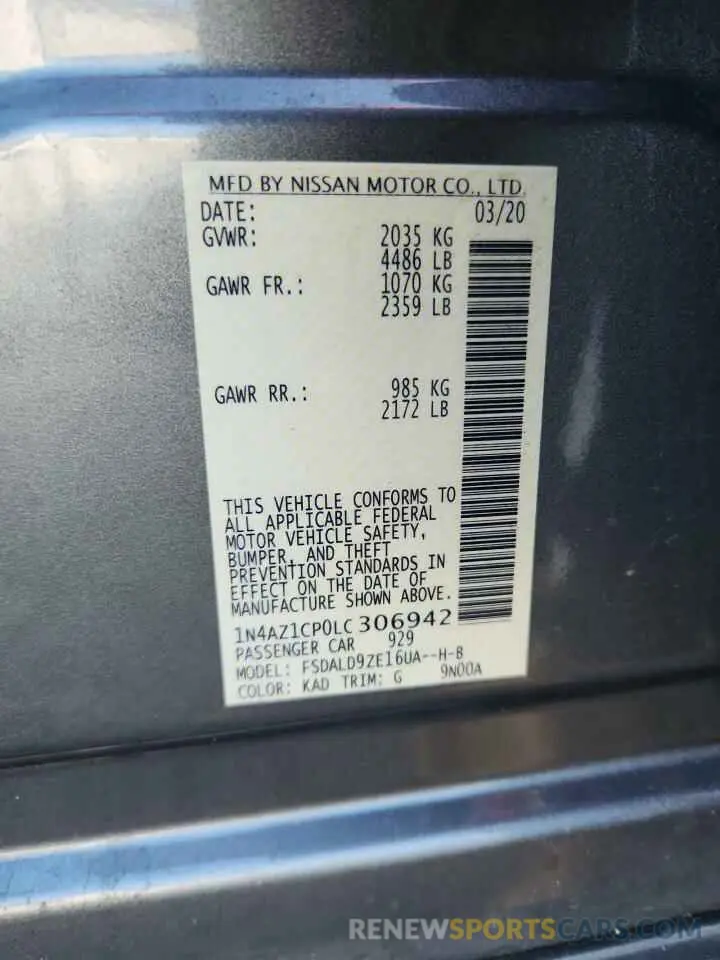 MFD BY NISSAN MOTOR CO., LTD.
DATE: 03/20
GVWR: 2035 KG
4486 LB
GAWR FR.: 1070 KG
2359 LB
GAWR RR.: 985 KG
2172 LB
THIS VEHICLE CONFORMS TO
ALL APPLICABLE FEDERAL
MOTOR VEHICLE SAFETY,
BUMPER, AND THEFT
PREVENTION STANDARDS IN
EFFECT ON THE DATE OF
MANUFACTURE SHOWN ABOVE.
1N4AZ1CP0LC306942
PASSENGER CAR 929
MODEL: FSDALD9ZE16UA--H-B
COLOR: KAD TRIM: G 9N00A
RENEWSPORTSCARS.COM